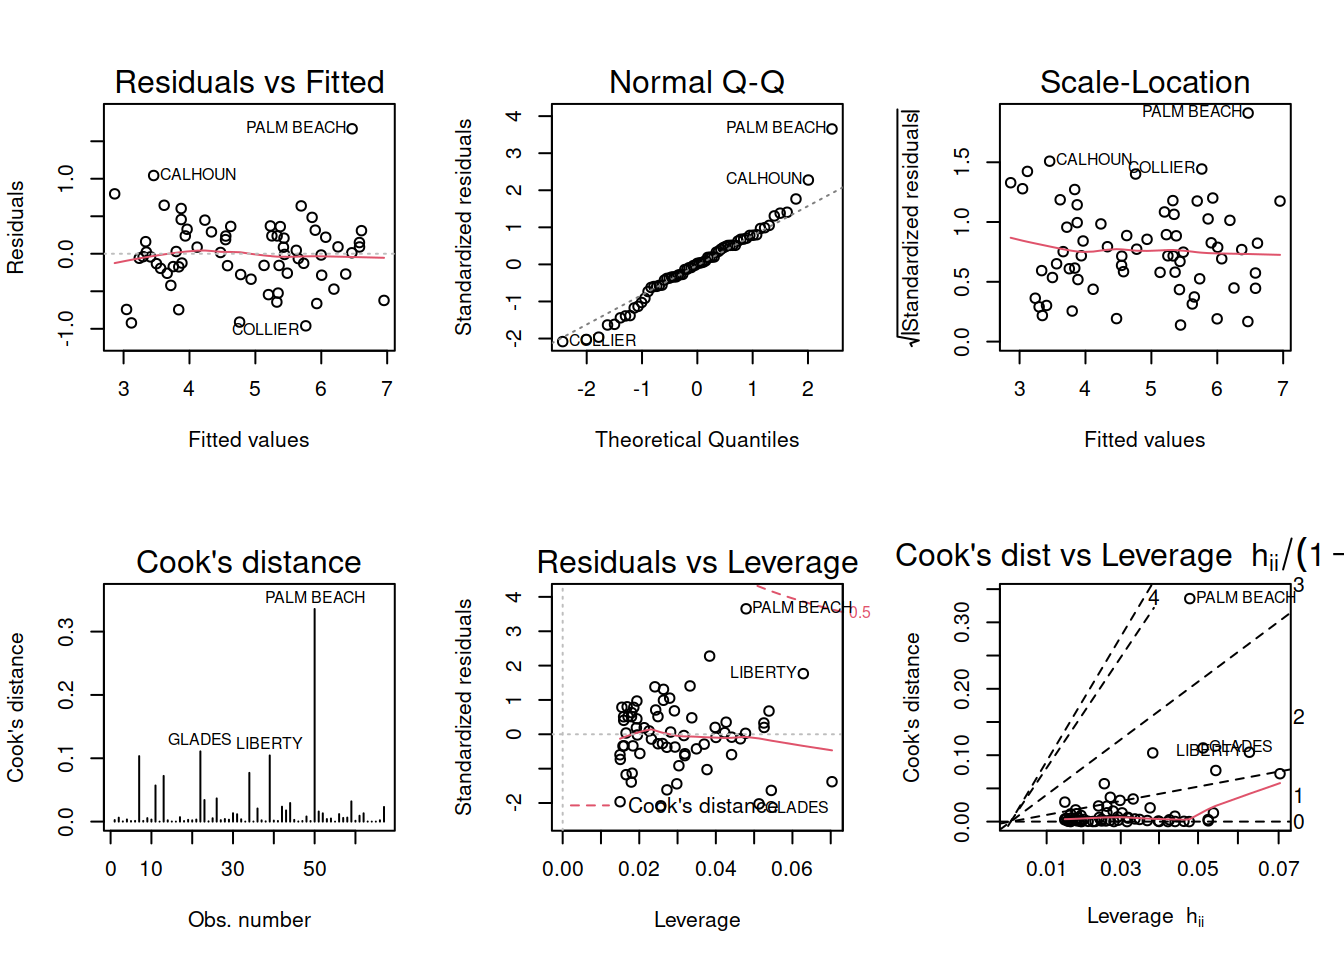 Residuals vs Fitted
Residuals
1.0
0.0
-1.0
PALM BEACH
CALHOUN
COLLIER
3 4 5 6 7
Fitted values
Normal Q-Q
Standardized residuals
4
3
2
1
0
-1
-2
PALM BEACH
CALHOUN
COLLIER
-2 -1 0 1 2
Theoretical Quantiles
Scale-Location
√|Standardized residuals|
1.5
1.0
0.5
0.0
PALM BEACH
CALHOUN
COLLIER
3 4 5 6 7
Fitted values
Cook's distance
Cook's distance
0.3
0.2
0.1
0.0
PALM BEACH
GLADES
LIBERTY
0 10 30 50
Obs. number
Residuals vs Leverage
Standardized residuals
4
3
2
1
0
-2
PALM BEACH
0.5
LIBERTY
Cook's distance
GLADES
0.00 0.02 0.04 0.06
Leverage
Cook's dist vs Leverage hii/(1 −
Cook's distance
0.30
0.20
0.10
0.00
4
3
PALM BEACH
2
LIBERTY
GLADES
1
0
0.01 0.03 0.05 0.07
Leverage hii